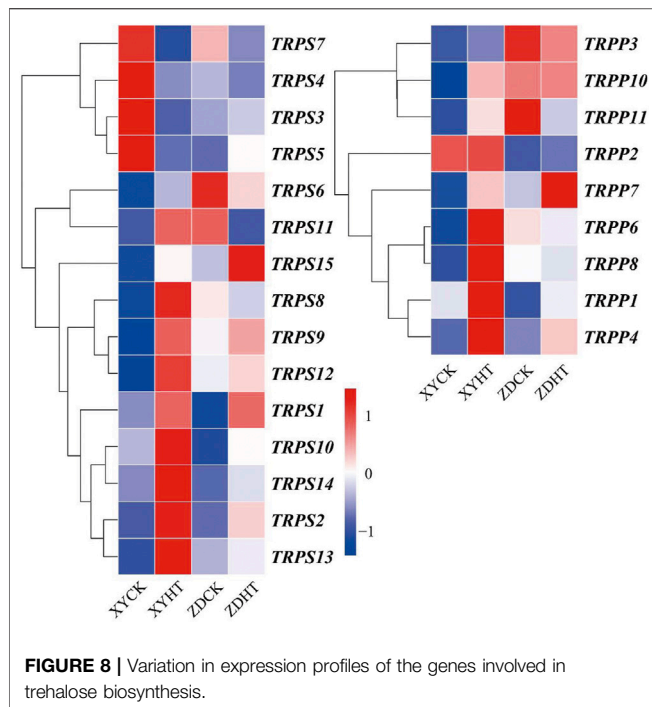 TRPS7
TRPS4
TRPS3
TRPS5
TRPS6
TRPS11
TRPS15
TRPS8
TRPS9
TRPS12
TRPS1
TRPS10
TRPS14
TRPS2
TRPS13
XYCK
XYHT
ZDCK
ZDHT
1
0
−1
TRPP3
TRPP10
TRPP11
TRPP2
TRPP7
TRPP6
TRPP8
TRPP1
TRPP4
XYCK
XYHT
ZDCK
ZDHT
FIGURE 8 | Variation in expression profiles of the genes involved in
trehalose biosynthesis.